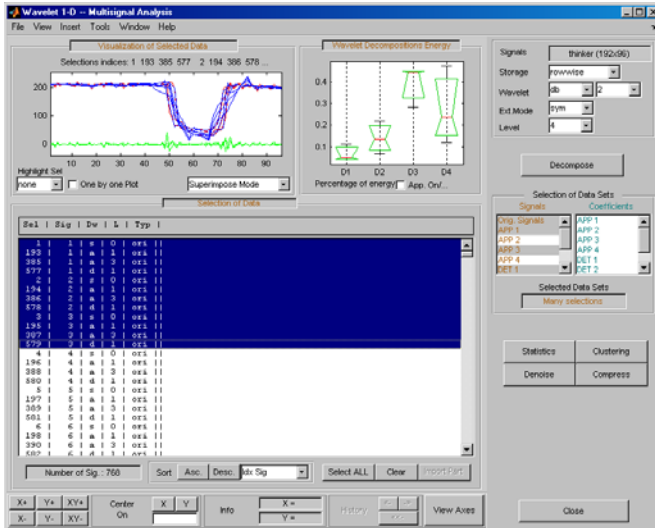 Wavelet 1-D -- Multisignal Analysis
File View Insert Tools Window Help
Visualization of Selected Data
Selections indices: 1 193 385 577 2 194 386 578 ...
200
100
0
10 20 30 40 50 60 70 80 90
Highlight Sel
none One by one Plot Superimpose Mode
Wavelet Decompositions Energy
0.4
0.3
0.2
0.1
D1 D2 D3 D4
Percentage of energy App. On/...
Signals thinker (192x96)
Storage rowwise
Wavelet db 2
Ext.Mode sym
Level 4
Decompose
Selection of Data Sets
Signals Coefficients
Orig. Signals APP 1
APP 1 APP 2
APP 2 APP 3
APP 3 APP 4
APP 4 DET 1
DET 1 DET 2
Selected Data Sets
Many selections
Statistics Clustering
Denoise Compress
Close
Selection of Data
Sel | Sig | Dw | L | Typ |
1 | 1 | s | 0 | ori ||
193 | 1 | a | 1 | ori ||
385 | 1 | a | 3 | ori ||
577 | 1 | d | 1 | ori ||
2 | 2 | s | 0 | ori ||
194 | 2 | a | 1 | ori ||
386 | 2 | a | 3 | ori ||
578 | 2 | d | 1 | ori ||
3 | 3 | s | 0 | ori ||
195 | 3 | a | 1 | ori ||
387 | 3 | a | 3 | ori ||
579 | 3 | d | 1 | ori ||
4 | 4 | s | 0 | ori ||
196 | 4 | a | 1 | ori ||
388 | 4 | a | 3 | ori ||
580 | 4 | d | 1 | ori ||
5 | 5 | s | 0 | ori ||
197 | 5 | a | 1 | ori ||
389 | 5 | a | 3 | ori ||
581 | 5 | d | 1 | ori ||
6 | 6 | s | 0 | ori ||
198 | 6 | a | 1 | ori ||
390 | 6 | a | 3 | ori ||
582 | 6 | d | 1 | ori ||
Number of Sig.: 768 Sort Asc. Desc. Idx Sig Select ALL Clear Import Part.
X+ Y+ XY+ Center On X Y Info X = History View Axes
X- Y- XY- Y =